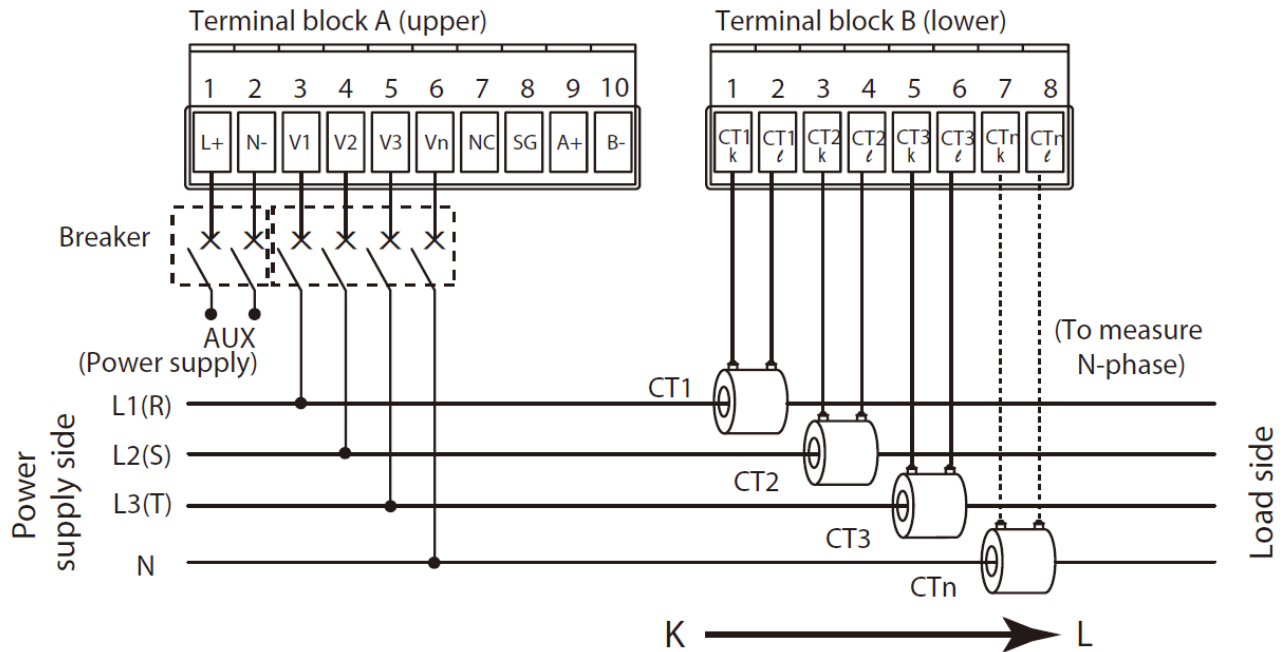 Terminal block A (upper)
Terminal block B (lower)
1 2 3 4 5 6 7 8 9 10
1 2 3 4 5 6 7 8
L+ N- V1 V2 V3 Vn NC SG A+ B-
CT1 CT1 CT2 CT2 CT3 CT3 CTn CTn
k ℓ k ℓ k ℓ k ℓ
Breaker
AUX
(Power supply)
(To measure
N-phase)
CT1
L1(R)
L2(S)
CT2
L3(T)
CT3
N
CTn
Power
supply side
Load side
K L